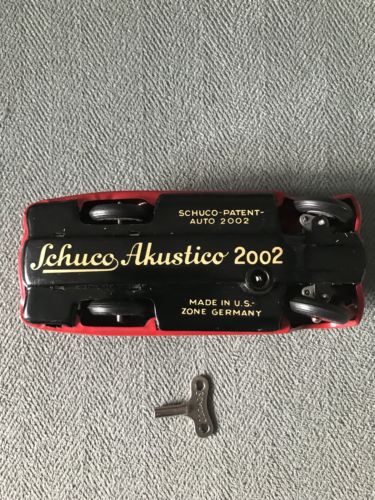 SCHUCO-PATENT-
AUTO 2002
Schuco Akustico 2002
MADE IN U.S.-
ZONE GERMANY